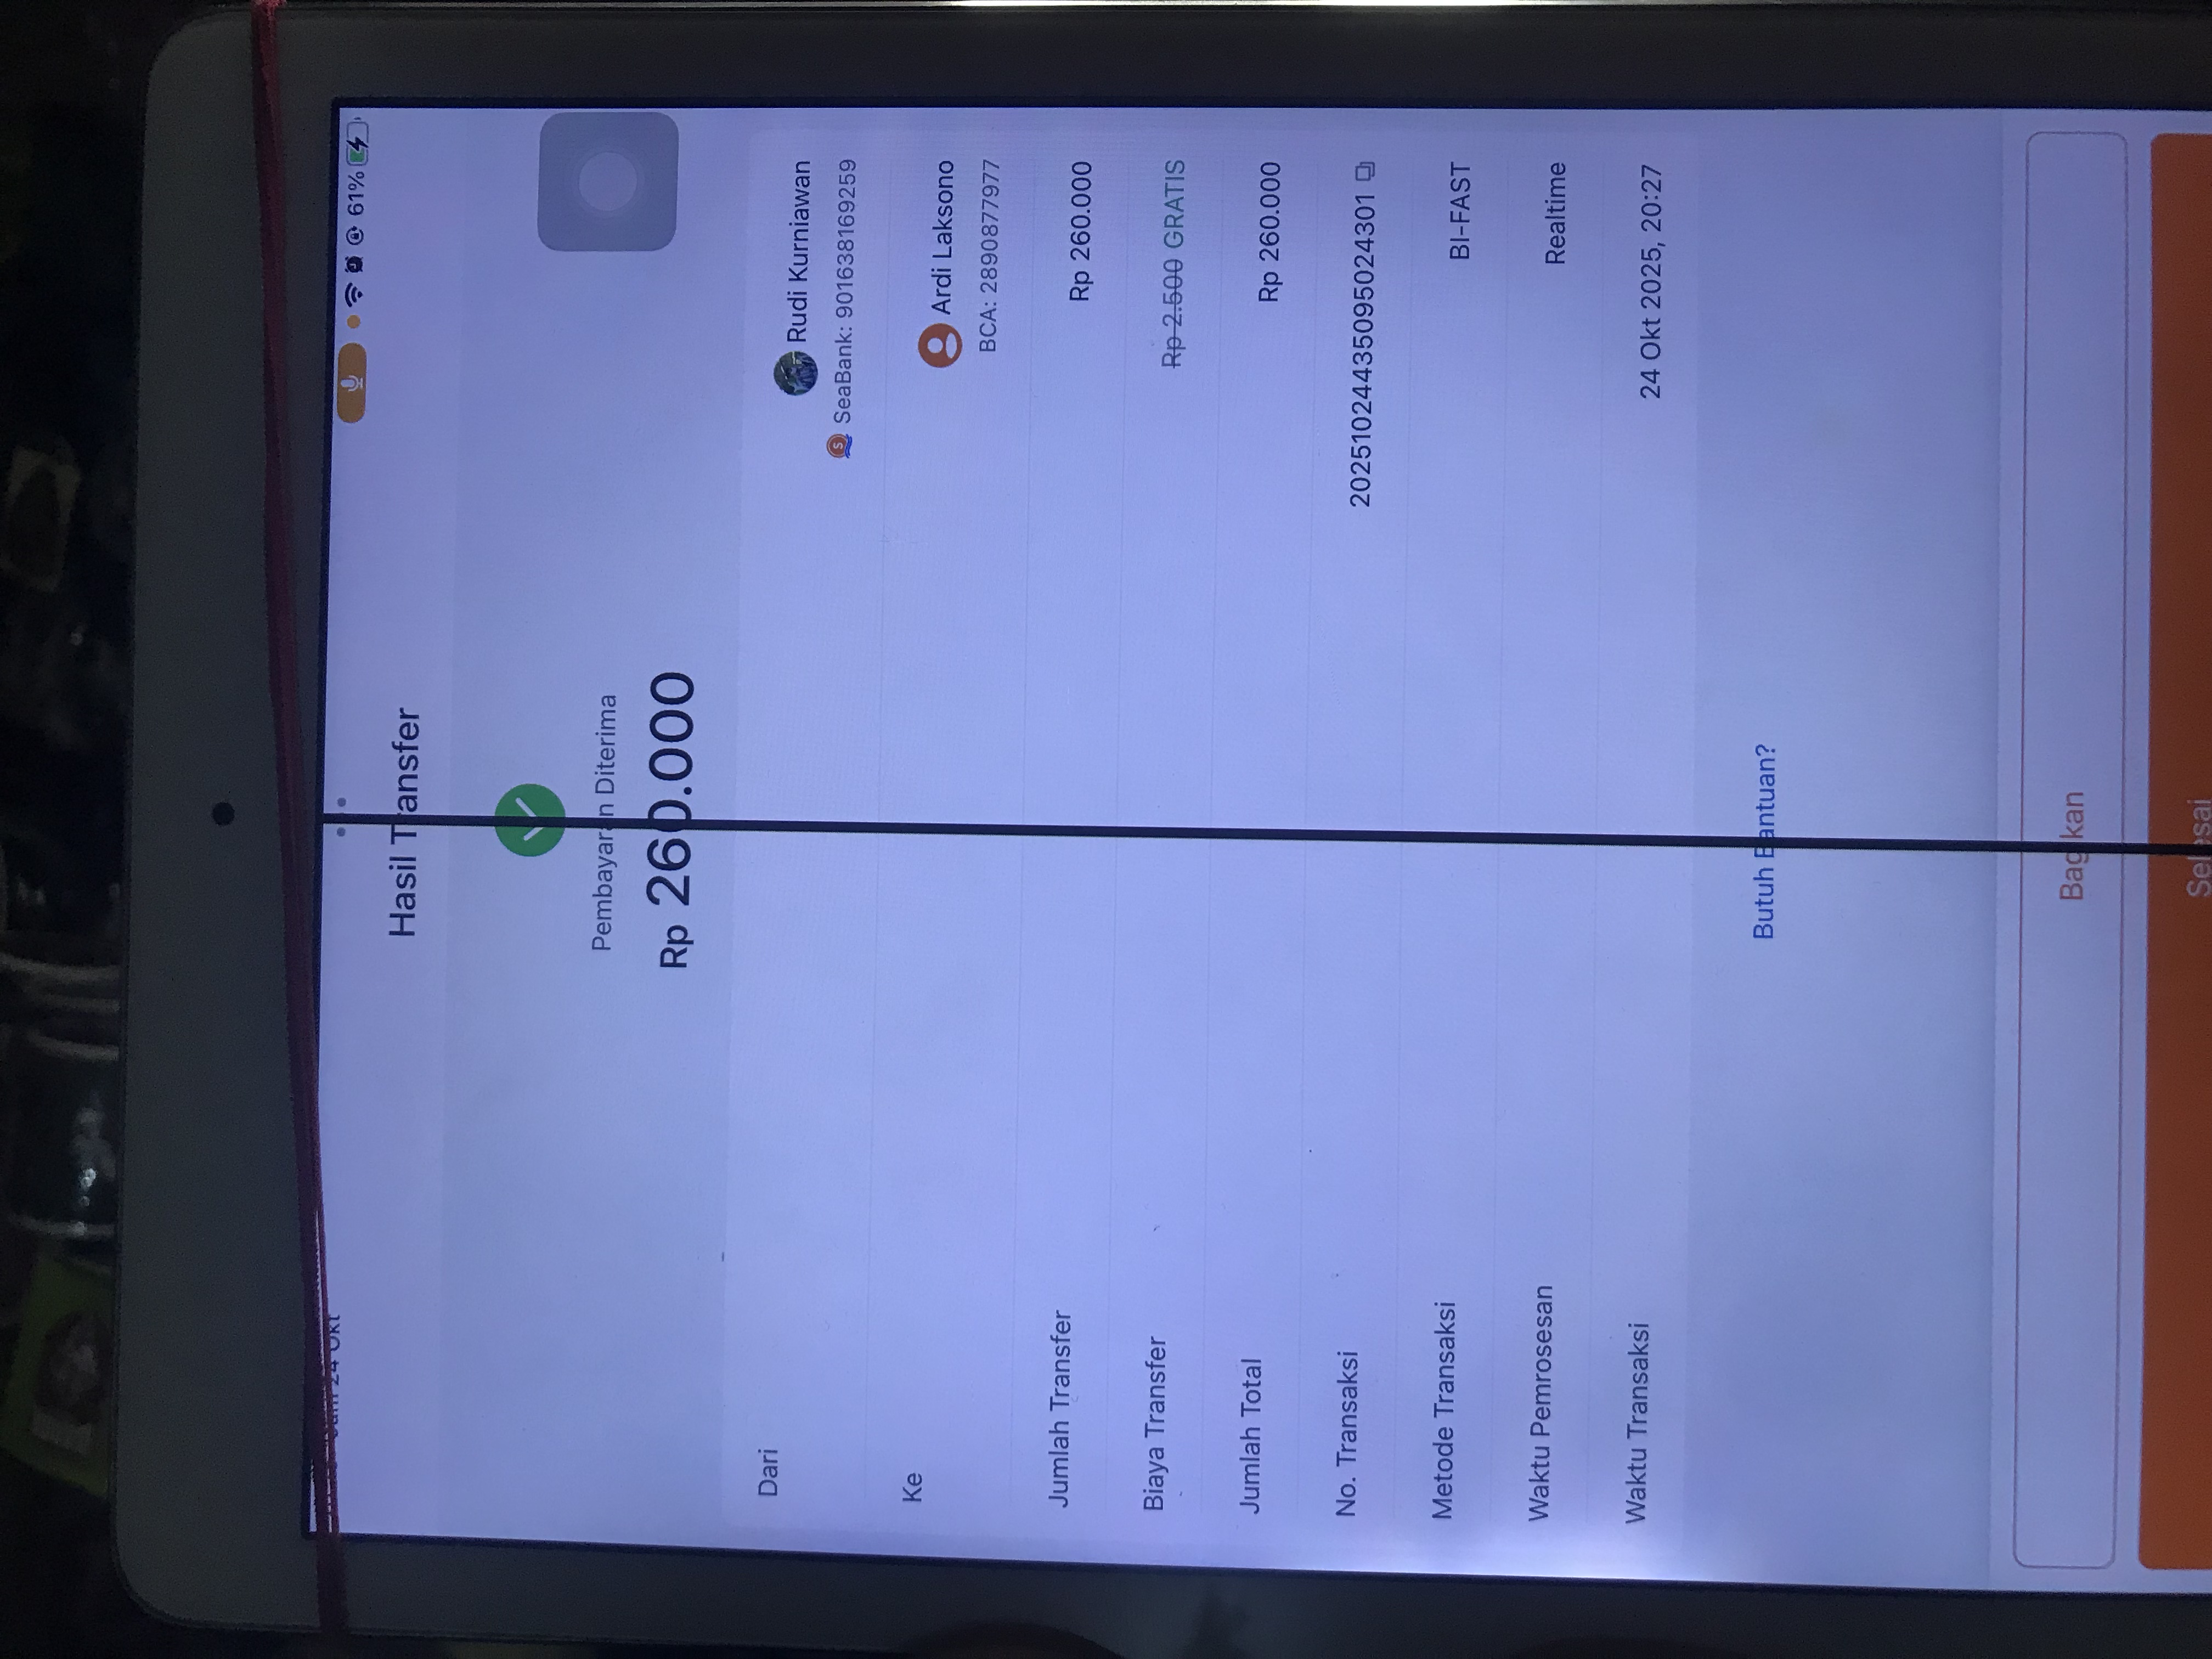 24 Okt
61%
Hasil Transfer
Pembayaran Diterima
Rp 260.000
Dari
Rudi Kurniawan
SeaBank: 901638169259
Ke
Ardi Laksono
BCA: 2890877977
Jumlah Transfer
Rp 260.000
Biaya Transfer
Rp 2.500 GRATIS
Jumlah Total
Rp 260.000
No. Transaksi
20251024435095024301
Metode Transaksi
BI-FAST
Waktu Pemrosesan
Realtime
Waktu Transaksi
24 Okt 2025, 20:27
Butuh Bantuan?
Bagikan
Selesai